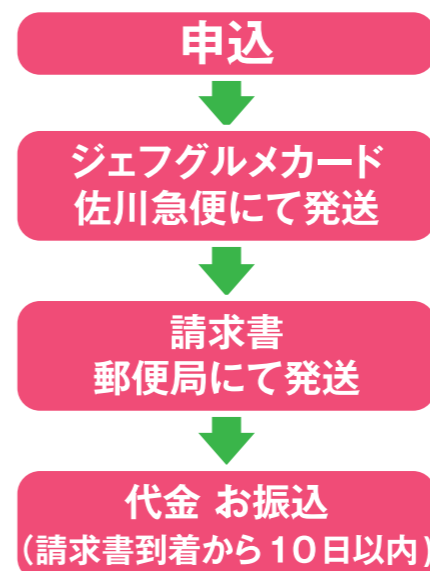 申込
ジェフグルメカード
佐川急便にて発送
請求書
郵便局にて発送
代金 お振込
(請求書到着から10日以内)